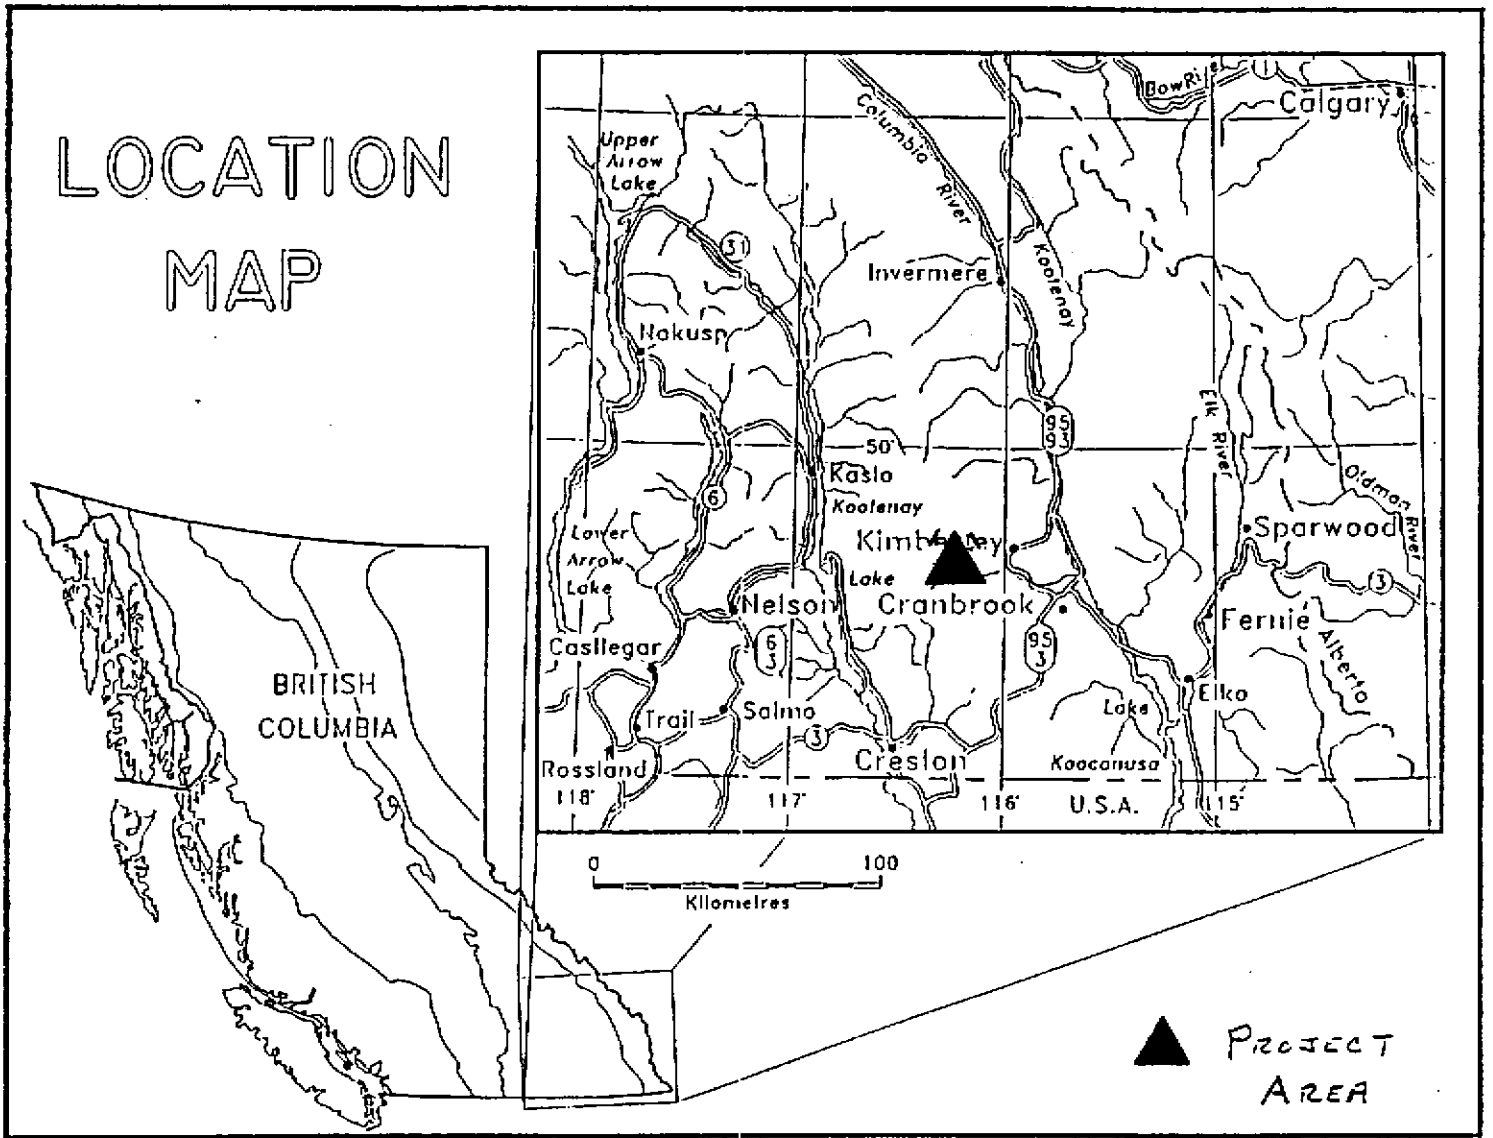 LOCATION
MAP
Bow River
1
Calgary
Columbia
River
Upper
Arrow
Lake
31
Invermere
Kootenay
Nakusp
Elk
River
95
93
50°
Kaslo
Kootenay
Lake
6
Oldman
River
Sparwood
Lower
Arrow
Lake
Cranbrook
3
Nelson
Fernie
Castlegar
6
3
95
3
Alberta
Elko
Trail
Salmo
3
Lake
Koocanusa
Rossland
Creston
118°
117°
116°
U.S.A.
115°
BRITISH
COLUMBIA
0
100
Kilometres
PROJECT
AREA